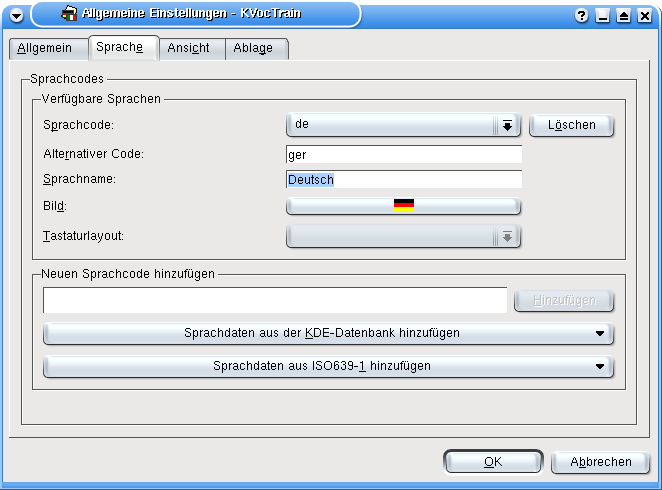 Allgemeine Einstellungen - KVocTrain
Allgemein Sprache Ansicht Ablage
Sprachcodes
Verfügbare Sprachen
Sprachcode: de Löschen
Alternativer Code: ger
Sprachname: Deutsch
Bild:
Tastaturlayout:
Neuen Sprachcode hinzufügen
Hinzufügen
Sprachdaten aus der KDE-Datenbank hinzufügen
Sprachdaten aus ISO639-1 hinzufügen
OK Abbrechen